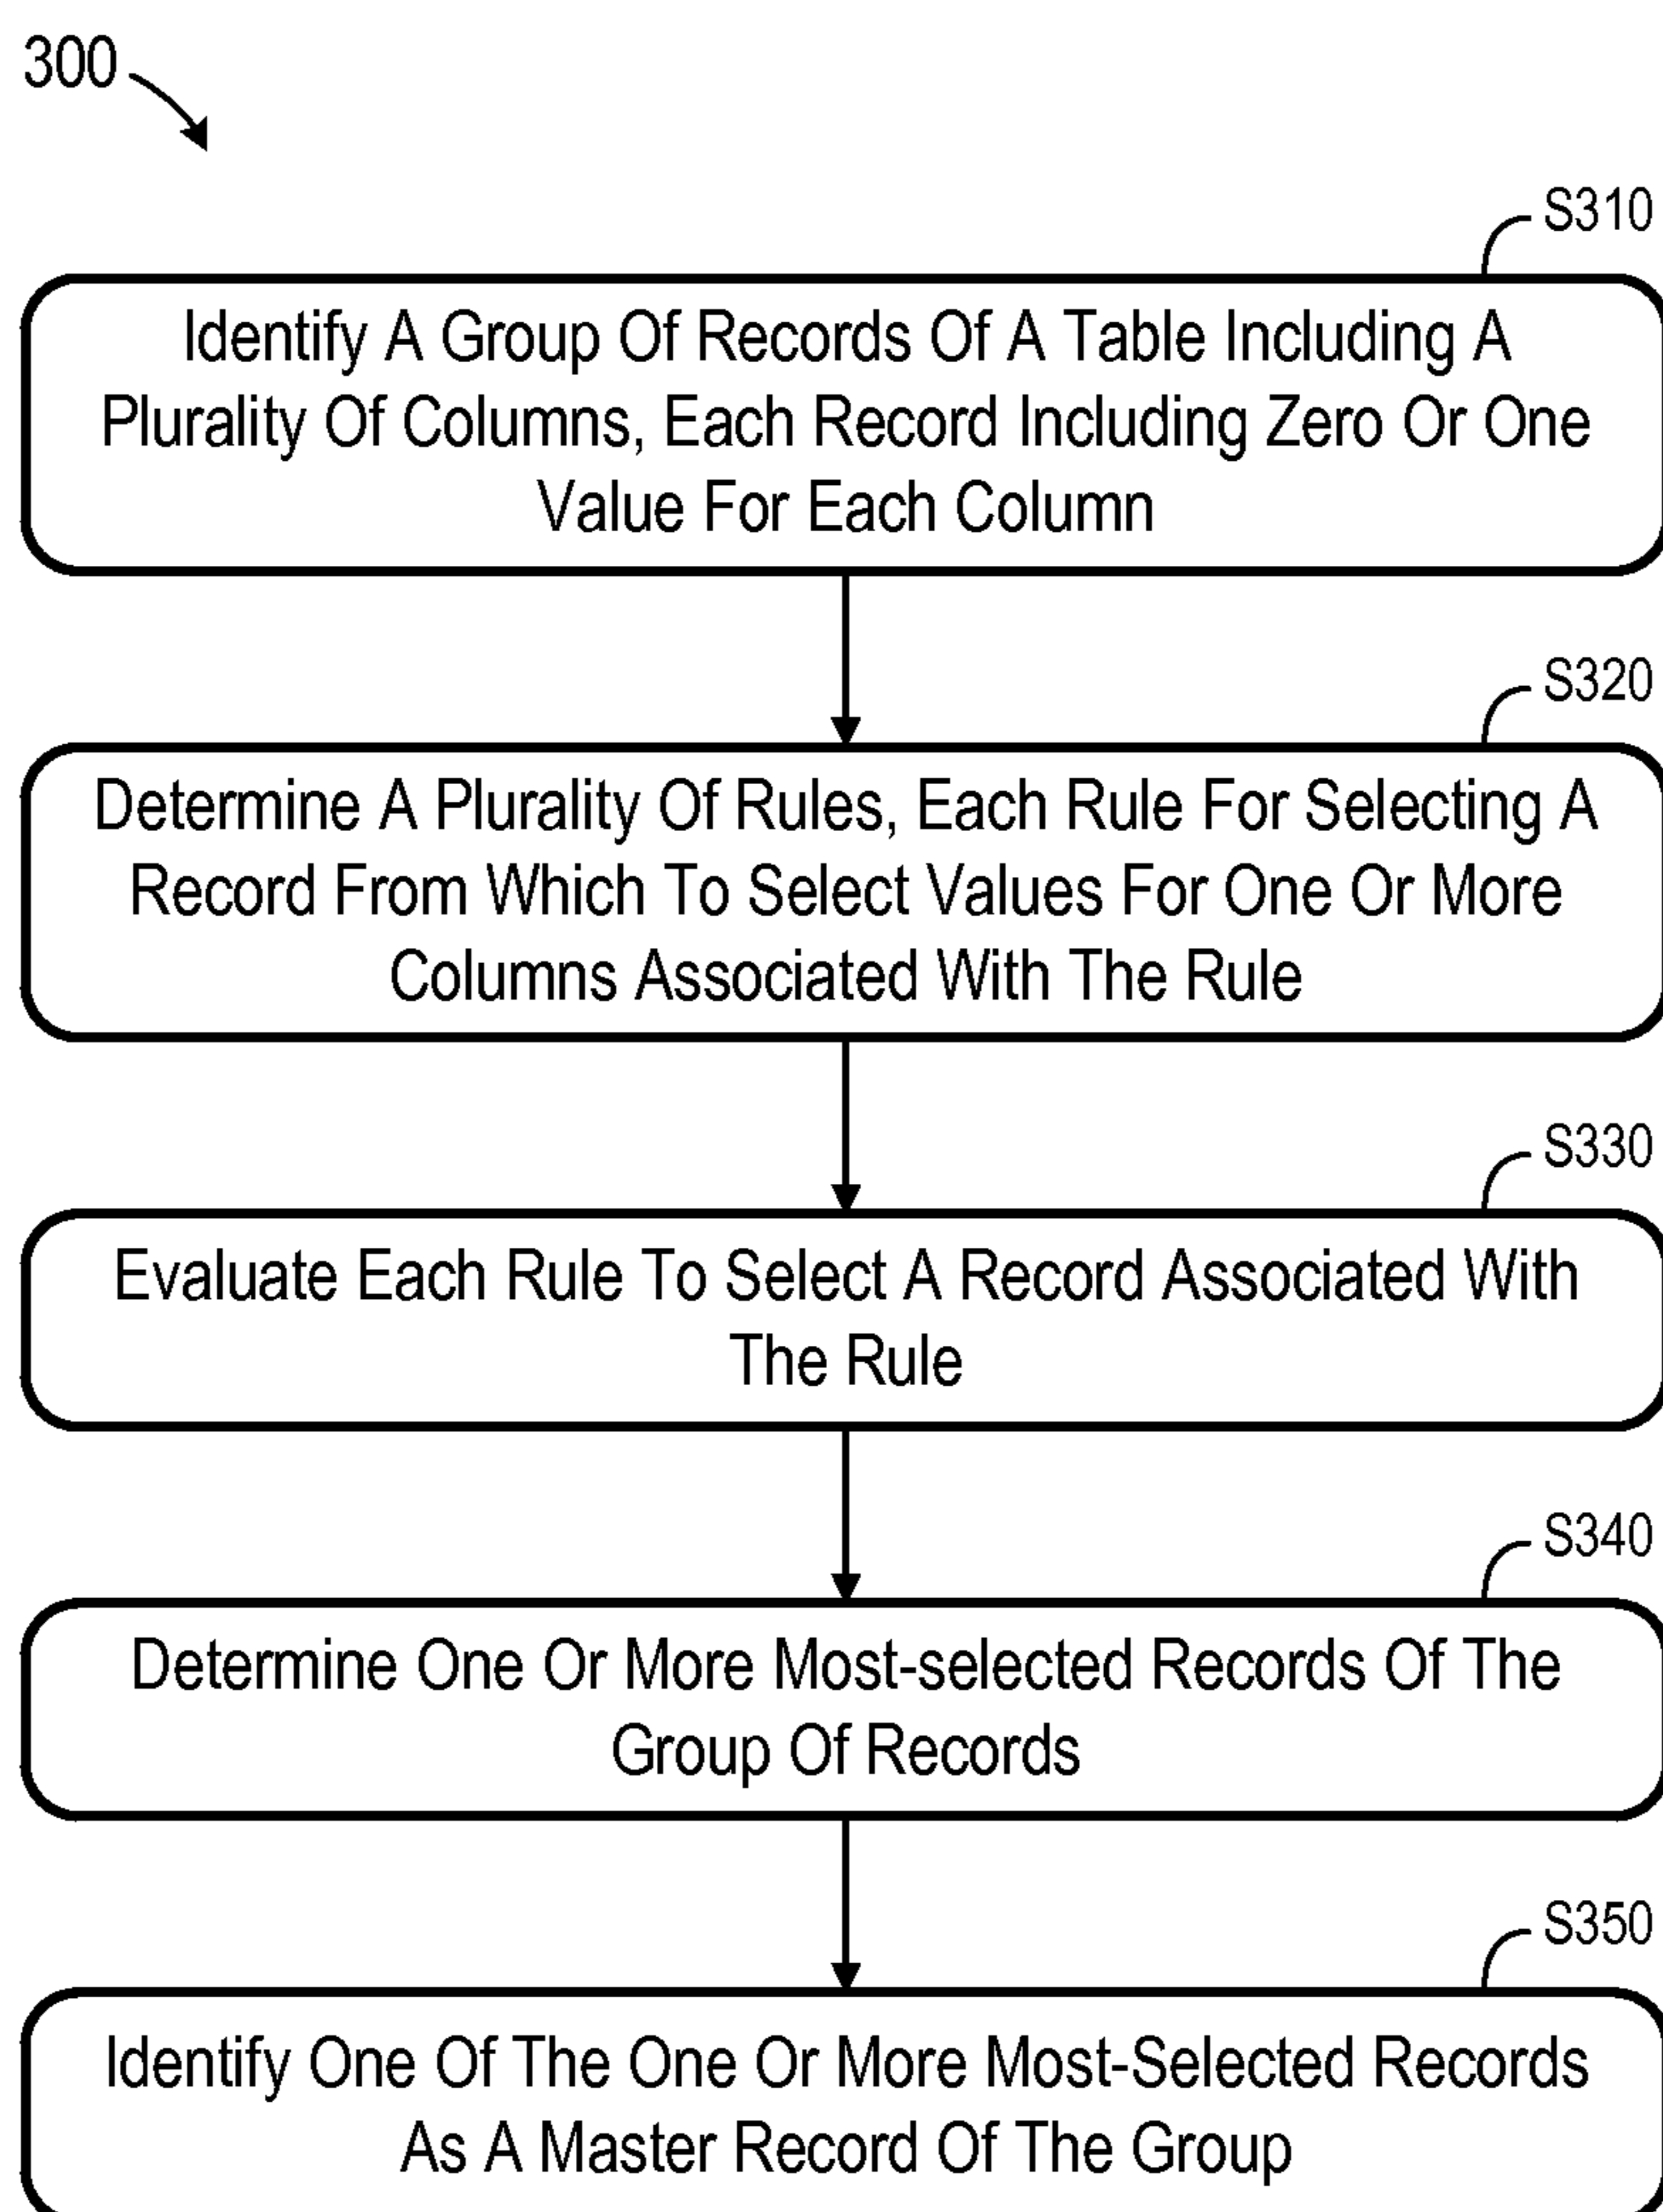 300
S310
Identify A Group Of Records Of A Table Including A
Plurality Of Columns, Each Record Including Zero Or One
Value For Each Column
S320
Determine A Plurality Of Rules, Each Rule For Selecting A
Record From Which To Select Values For One Or More
Columns Associated With The Rule
S330
Evaluate Each Rule To Select A Record Associated With
The Rule
S340
Determine One Or More Most-selected Records Of The
Group Of Records
S350
Identify One Of The One Or More Most-Selected Records
As A Master Record Of The Group